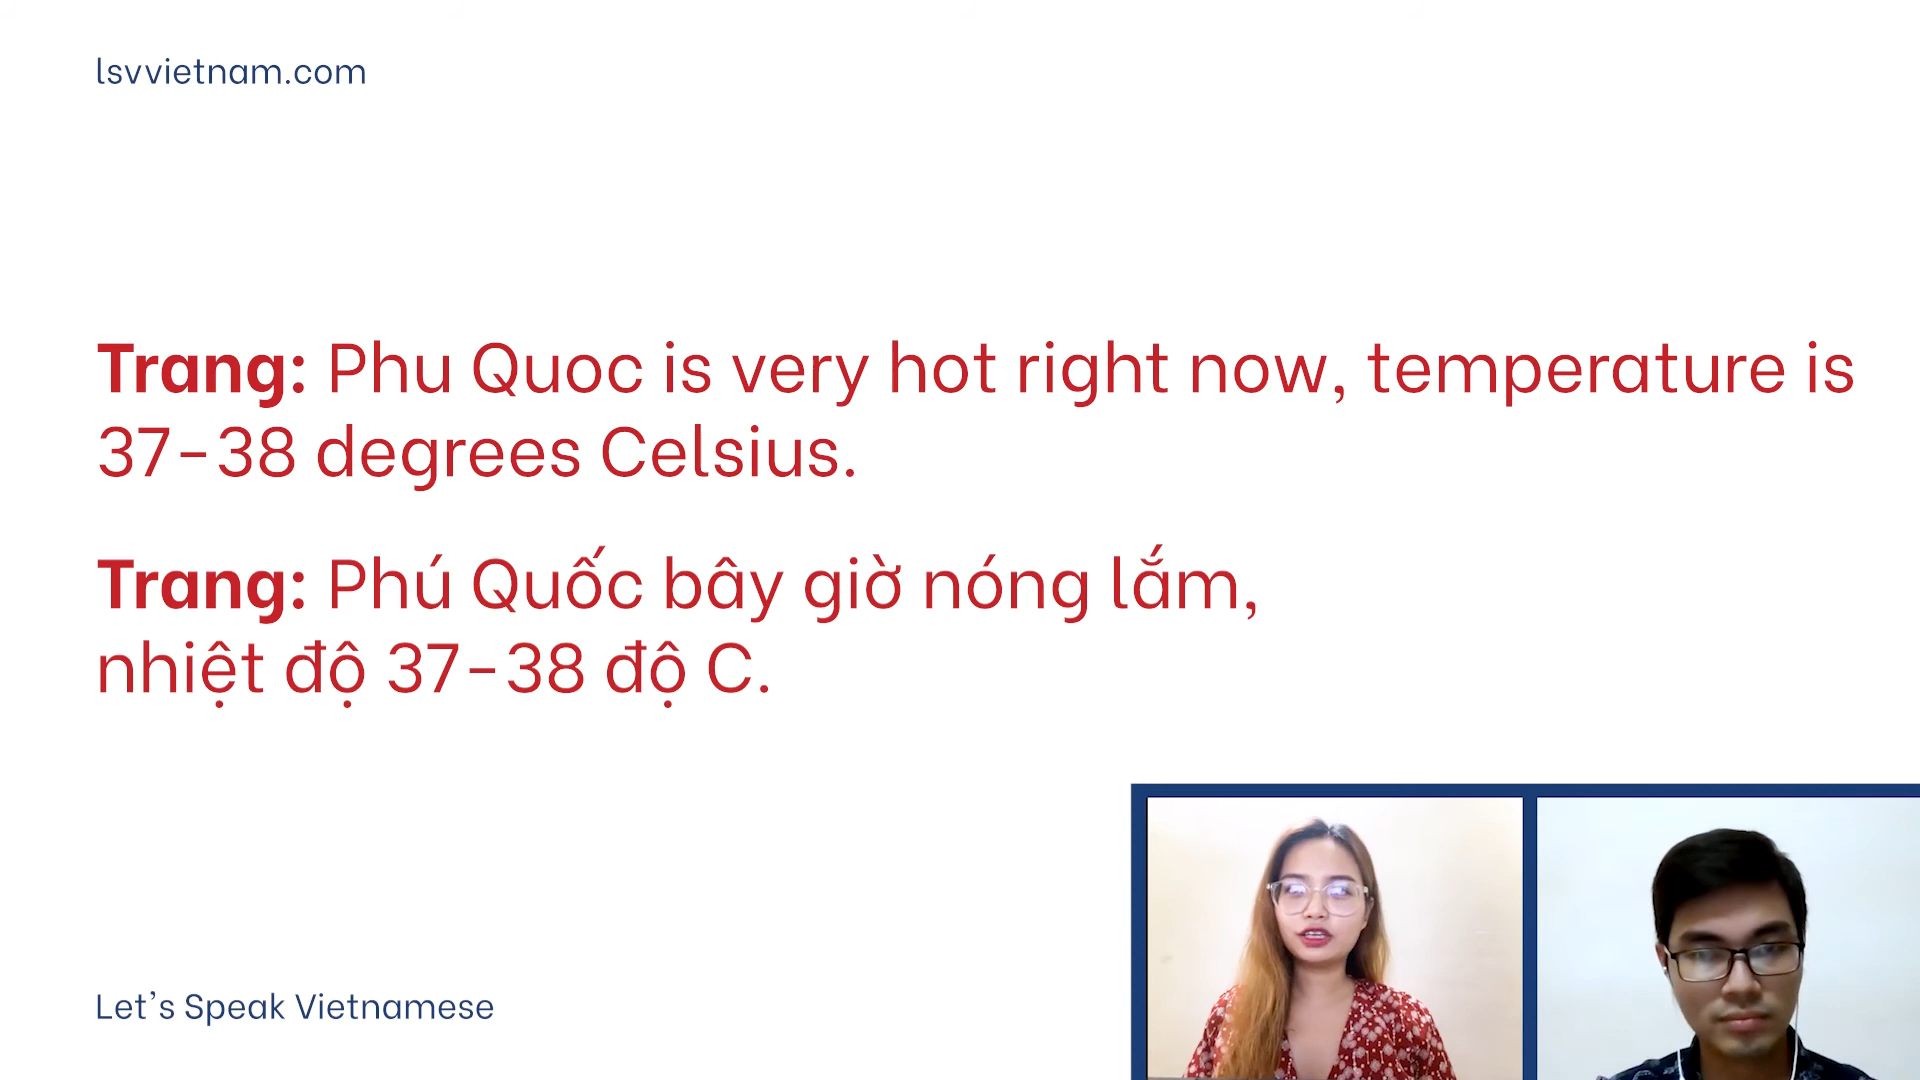 lsvvietnam.com
Trang: Phu Quoc is very hot right now, temperature is
37-38 degrees Celsius.
Trang: Phú Quốc bây giờ nóng lắm,
nhiệt độ 37-38 độ C.
Let's Speak Vietnamese